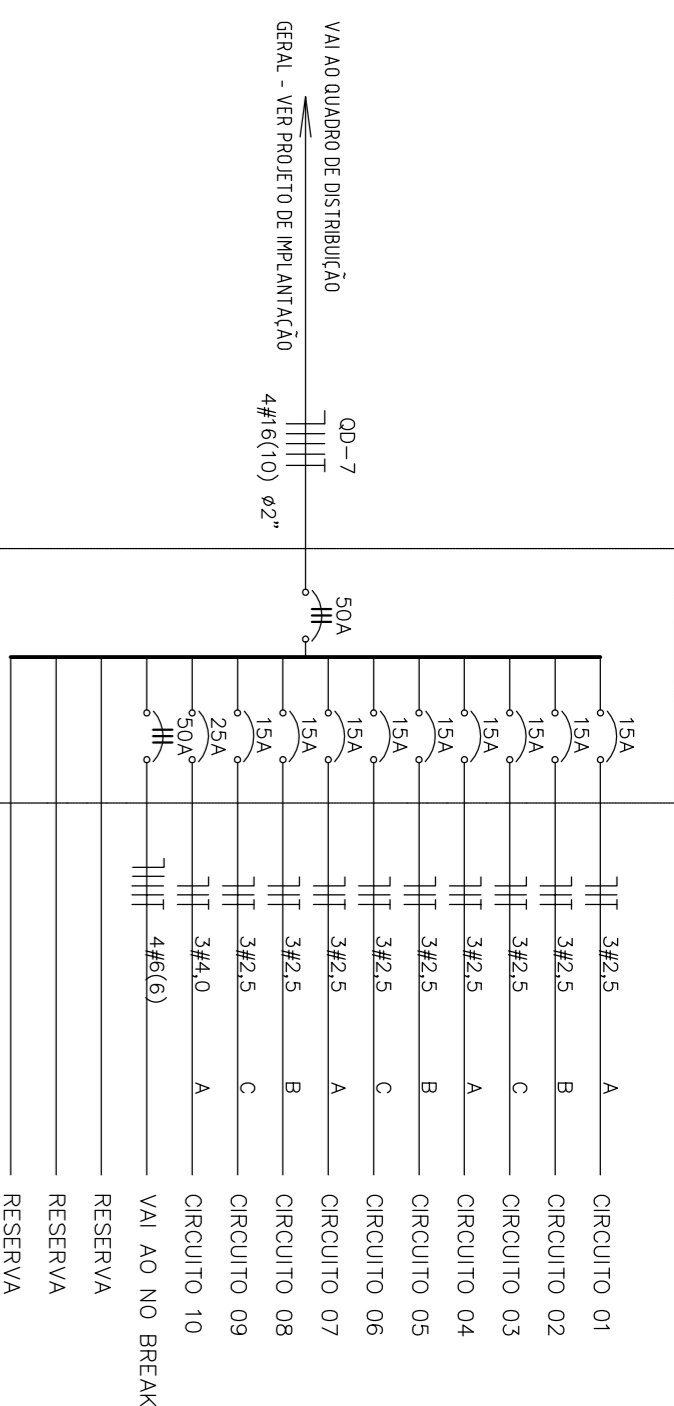 VAI AO QUADRO DE DISTRIBUIÇÃO
GERAL - VER PROJETO DE IMPLANTAÇÃO
QD-7
4#16(10) ø2"
50A
15A 3#2,5 A CIRCUITO 01
15A 3#2,5 B CIRCUITO 02
15A 3#2,5 C CIRCUITO 03
15A 3#2,5 A CIRCUITO 04
15A 3#2,5 B CIRCUITO 05
15A 3#2,5 C CIRCUITO 06
15A 3#2,5 A CIRCUITO 07
15A 3#2,5 B CIRCUITO 08
15A 3#2,5 C CIRCUITO 09
25A 3#4,0 A CIRCUITO 10
50A 4#6(6) VAI AO NO BREAK
RESERVA
RESERVA
RESERVA